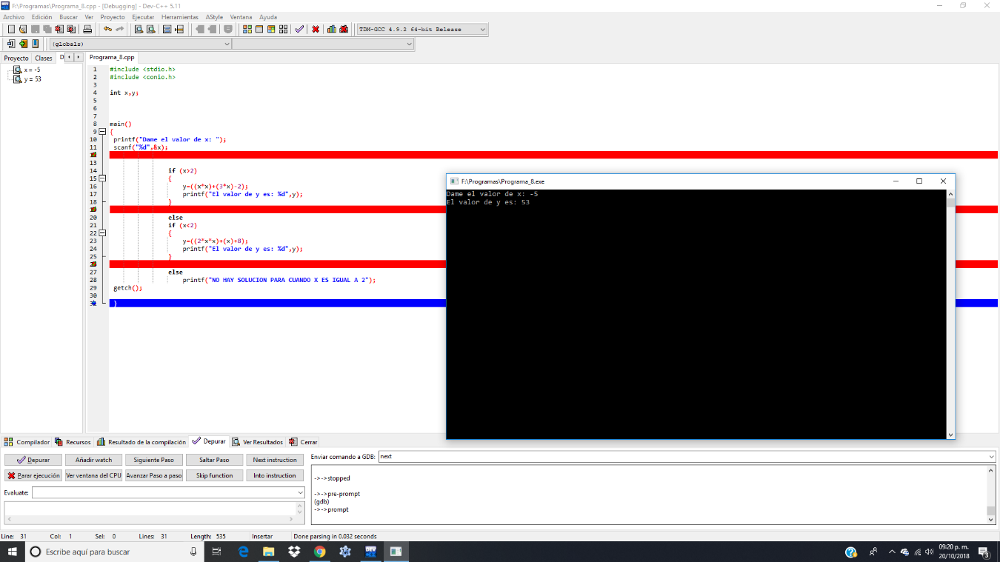 F:\Programas\Programa_8.cpp - [Debugging] - Dev-C++ 5.11
Archivo Edición Buscar Ver Proyecto Ejecutar Herramientas AStyle Ventana Ayuda
TDM-GCC 4.9.2 64-bit Release
(globals)
Proyecto Clases D
Programa_8.cpp
x = -5
y = 53
1 #include <stdio.h>
2 #include <conio.h>
3
4 int x,y;
5
6
7
8 main()
9 {
10 printf("Dame el valor de x: ");
11 scanf("%d",&x);
13
14 if (x>2)
15 {
16 y=((x*x)+(3*x)-2);
17 printf("El valor de y es: %d",y);
18 }
20 else
21 if (x<2)
22 {
23 y=((2*x*x)+(x)+8);
24 printf("El valor de y es: %d",y);
25 }
27 else
28 printf("NO HAY SOLUCION PARA CUANDO X ES IGUAL A 2");
29 getch();
30
}
F:\Programas\Programa_8.exe
Dame el valor de x: -5
El valor de y es: 53
Compilador Recursos Resultado de la compilación Depurar Ver Resultados Cerrar
Depurar Añadir watch Siguiente Paso Saltar Paso Next instruction
Parar ejecución Ver ventana del CPU Avanzar Paso a paso Skip function Into instruction
Evaluate:
Enviar comando a GDB: next
->->stopped
->->pre-prompt
(gdb)
->->prompt
Line: 31 Col: 1 Sel: 0 Lines: 31 Length: 535 Insertar Done parsing in 0.032 seconds
Escribe aquí para buscar
09:20 p. m.
20/10/2018
3